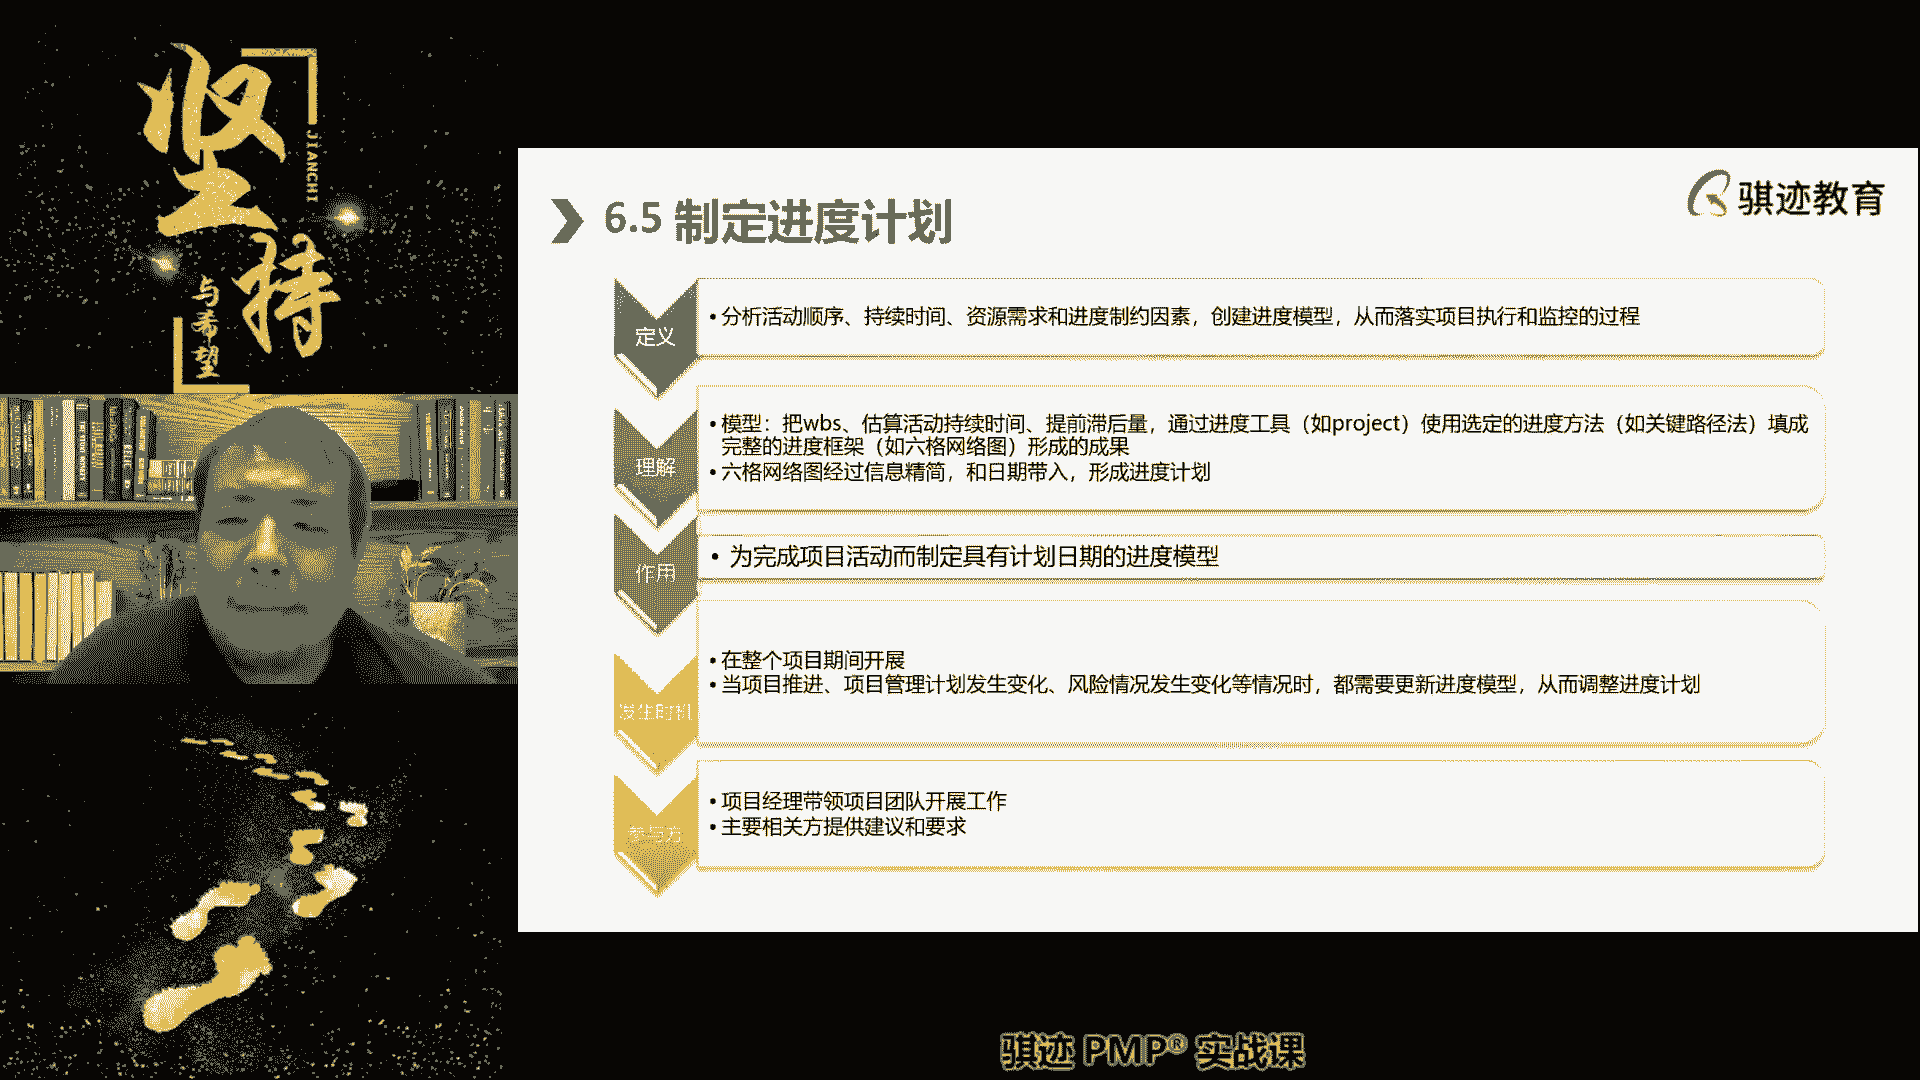 坚持
JIANCHI
与希望
骐迹教育
6.5 制定进度计划
定义
•分析活动顺序、持续时间、资源需求和进度制约因素，创建进度模型，从而落实项目执行和监控的过程
理解
•模型：把wbs、估算活动持续时间、提前滞后量，通过进度工具（如project）使用选定的进度方法（如关键路径法）填成
完整的进度框架（如六格网络图）形成的成果
•六格网络图经过信息精简，和日期带入，形成进度计划
作用
• 为完成项目活动而制定具有计划日期的进度模型
发生时机
•在整个项目期间开展
•当项目推进、项目管理计划发生变化、风险情况发生变化等情况时，都需要更新进度模型，从而调整进度计划
参与方
•项目经理带领项目团队开展工作
•主要相关方提供建议和要求
骐迹 PMP® 实战课